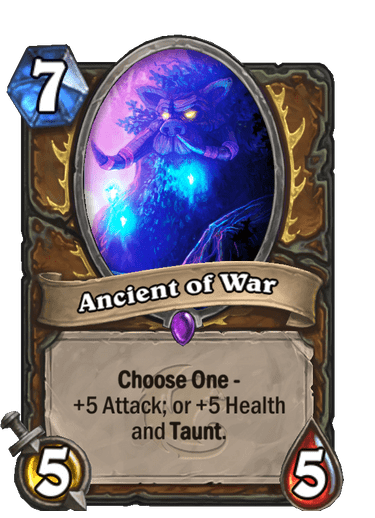 7
Ancient of War
Choose One -
+5 Attack; or +5 Health
and Taunt.
5
5